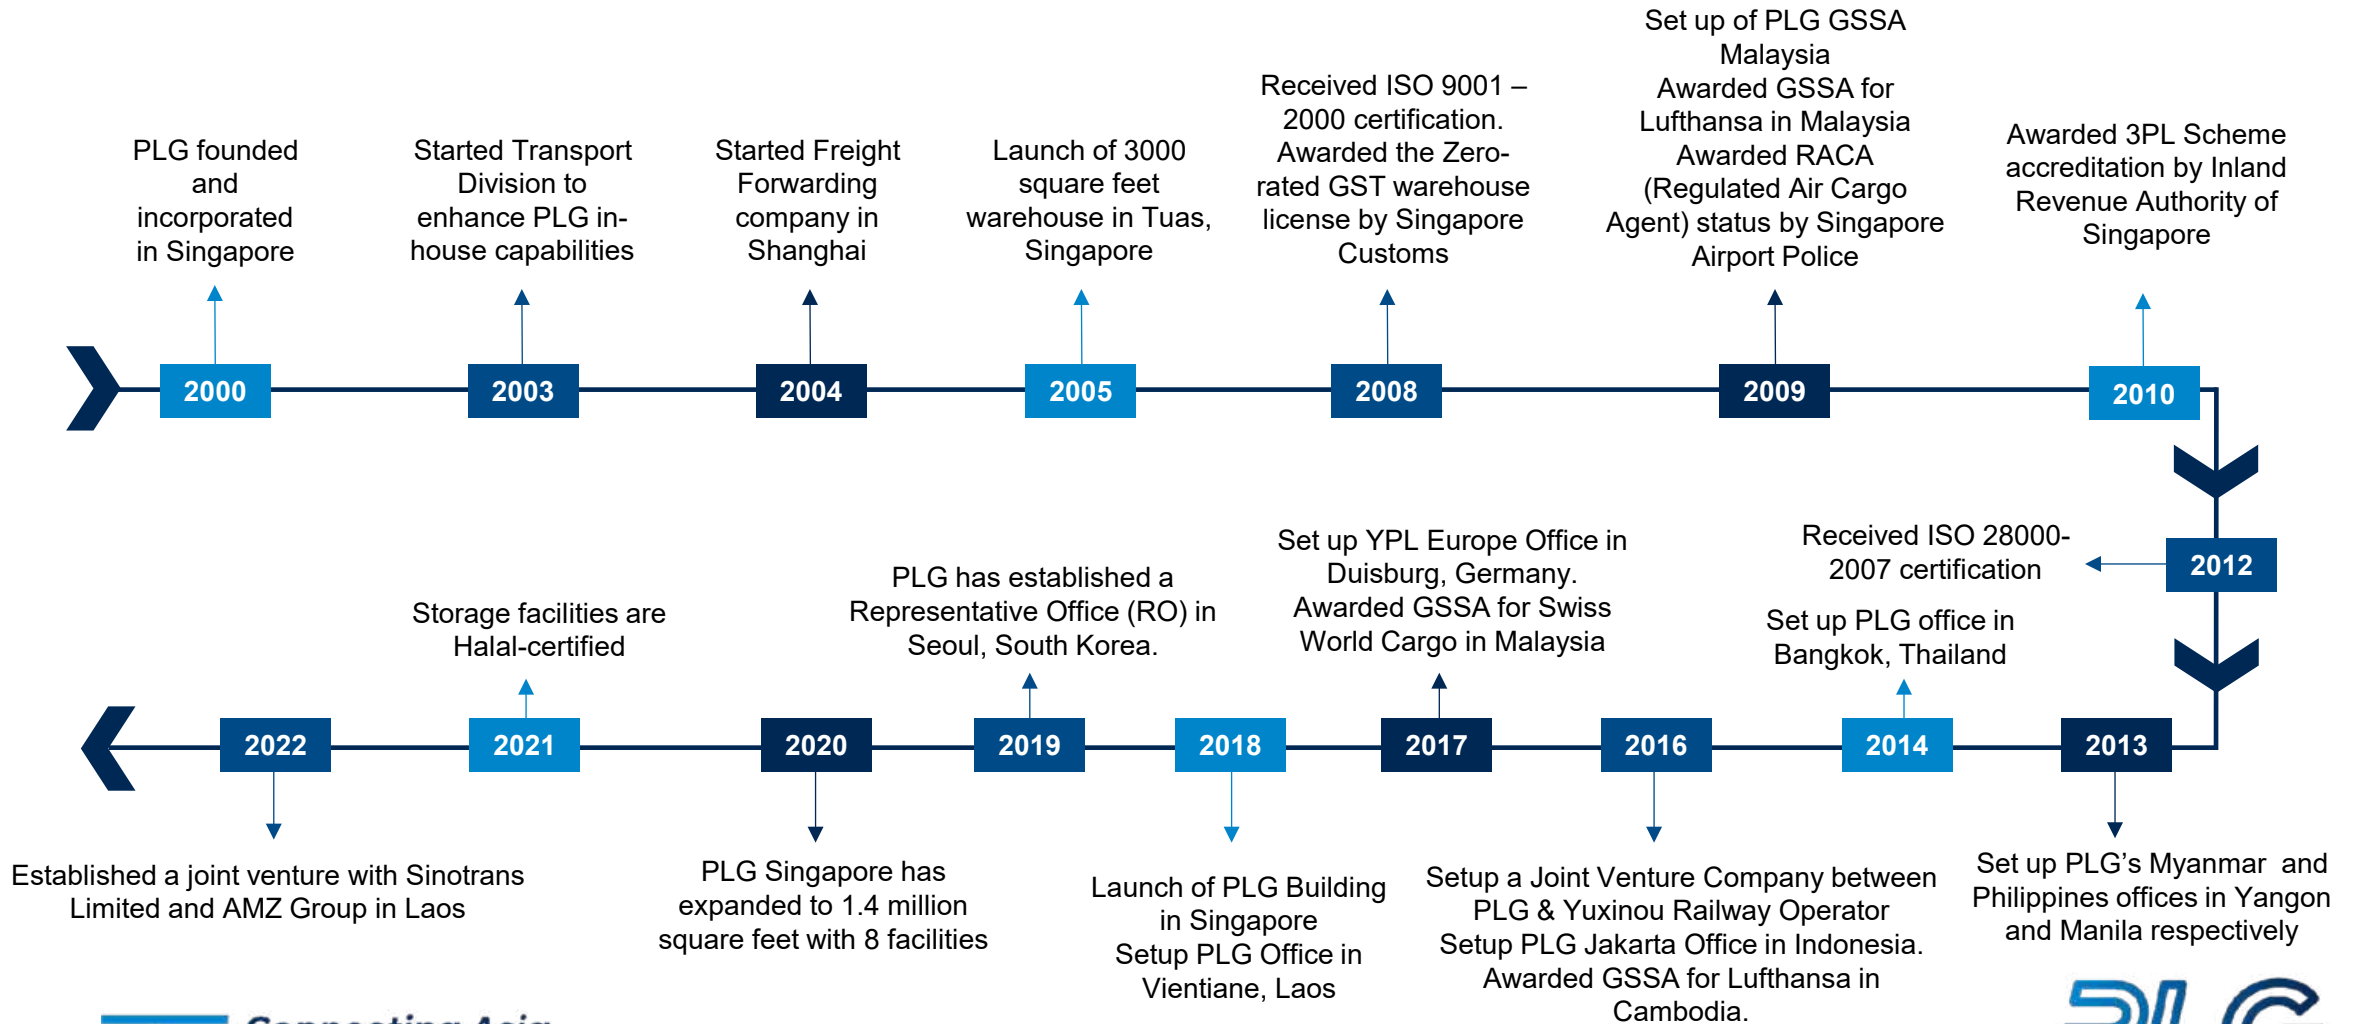 PLG founded
and
incorporated
in Singapore
Started Transport
Division to
enhance PLG in-
house capabilities
Started Freight
Forwarding
company in
Shanghai
Launch of 3000
square feet
warehouse in Tuas,
Singapore
Received ISO 9001 –
2000 certification.
Awarded the Zero-
rated GST warehouse
license by Singapore
Customs
Set up of PLG GSSA
Malaysia
Awarded GSSA for
Lufthansa in Malaysia
Awarded RACA
(Regulated Air Cargo
Agent) status by Singapore
Airport Police
Awarded 3PL Scheme
accreditation by Inland
Revenue Authority of
Singapore
2000
2003
2004
2005
2008
2009
2010
Received ISO 28000-
2007 certification
2012
Storage facilities are
Halal-certified
PLG has established a
Representative Office (RO) in
Seoul, South Korea.
Set up YPL Europe Office in
Duisburg, Germany.
Awarded GSSA for Swiss
World Cargo in Malaysia
Set up PLG office in
Bangkok, Thailand
2022
2021
2020
2019
2018
2017
2016
2014
2013
Established a joint venture with Sinotrans
Limited and AMZ Group in Laos
PLG Singapore has
expanded to 1.4 million
square feet with 8 facilities
Launch of PLG Building
in Singapore
Setup PLG Office in
Vientiane, Laos
Setup a Joint Venture Company between
PLG & Yuxinou Railway Operator
Setup PLG Jakarta Office in Indonesia.
Awarded GSSA for Lufthansa in
Cambodia.
Set up PLG’s Myanmar  and
Philippines offices in Yangon
and Manila respectively
Connecting Asia
PLG